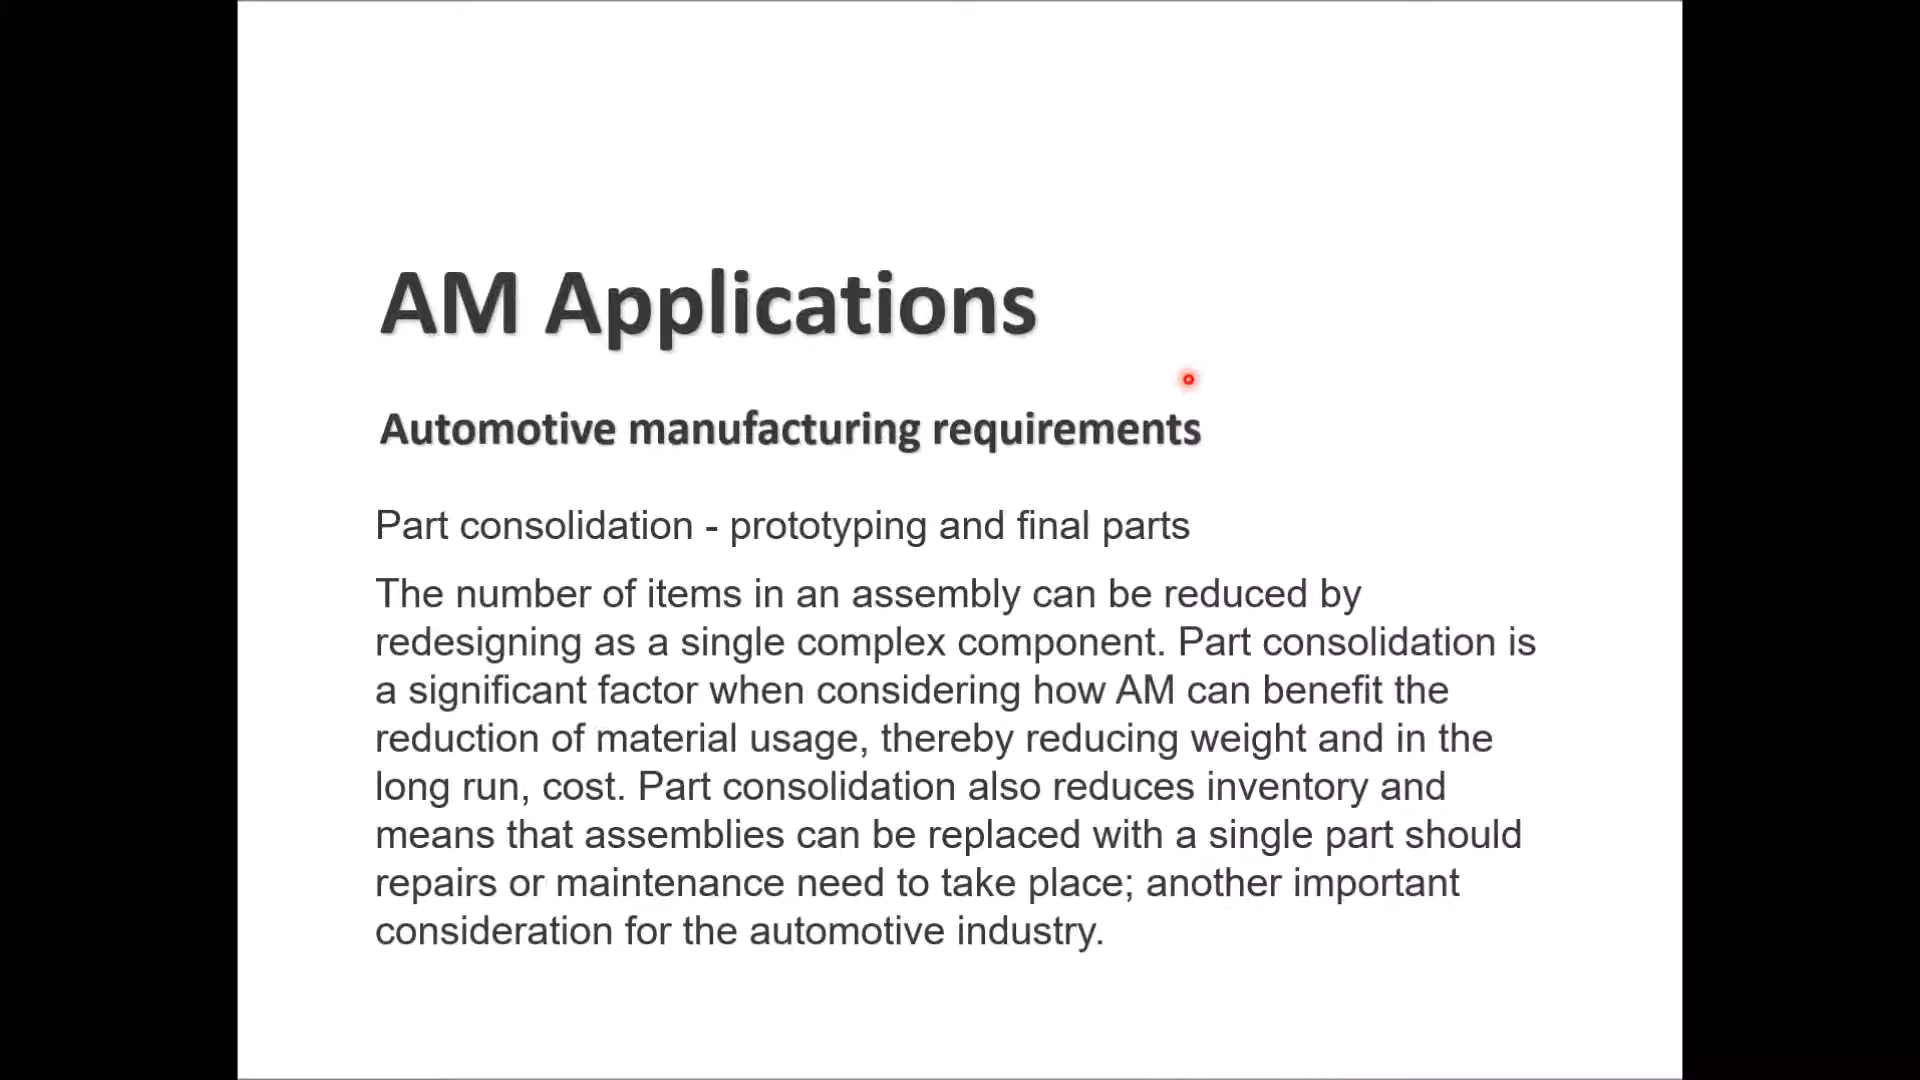 AM Applications
Automotive manufacturing requirements
Part consolidation - prototyping and final parts
The number of items in an assembly can be reduced by
redesigning as a single complex component. Part consolidation is
a significant factor when considering how AM can benefit the
reduction of material usage, thereby reducing weight and in the
long run, cost. Part consolidation also reduces inventory and
means that assemblies can be replaced with a single part should
repairs or maintenance need to take place; another important
consideration for the automotive industry.